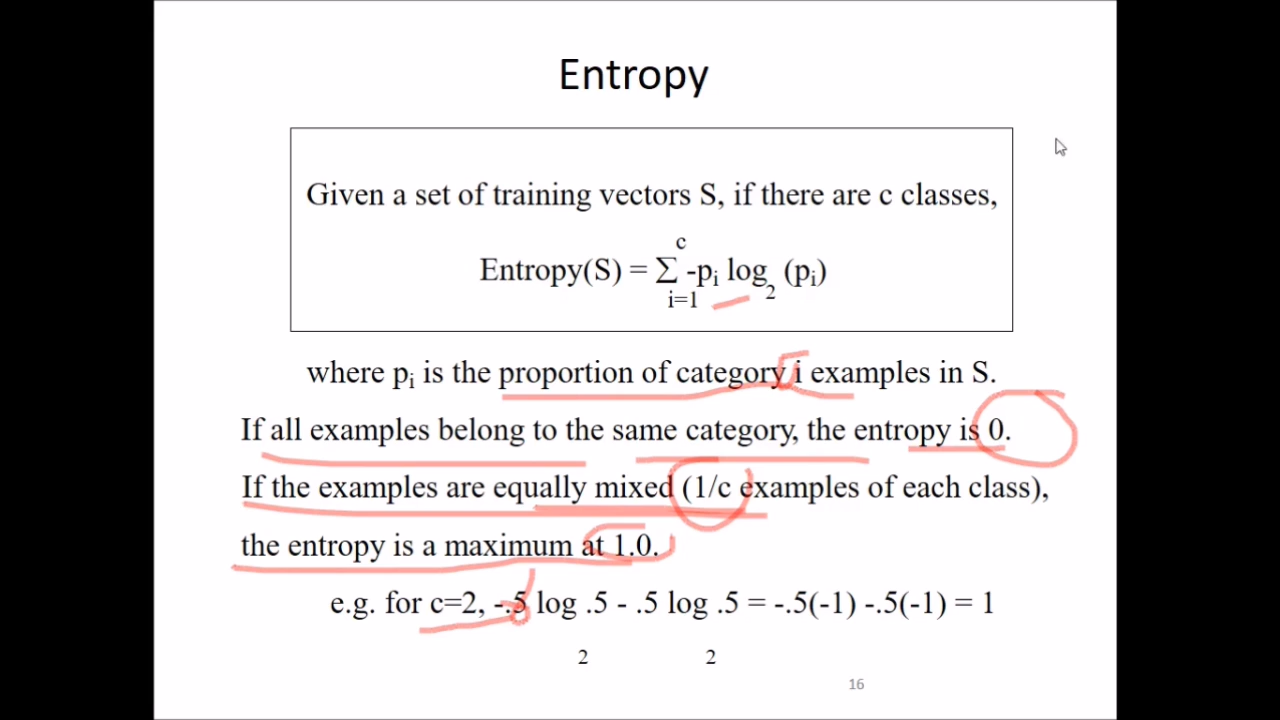 Entropy
Given a set of training vectors S, if there are c classes,
c
Entropy(S) = Σ -pᵢ log₂ (pᵢ)
i=1
where pᵢ is the proportion of category i examples in S.
If all examples belong to the same category, the entropy is 0.
If the examples are equally mixed (1/c examples of each class),
the entropy is a maximum at 1.0.
e.g. for c=2, -.5 log .5 - .5 log .5 = -.5(-1) -.5(-1) = 1
2 2
16